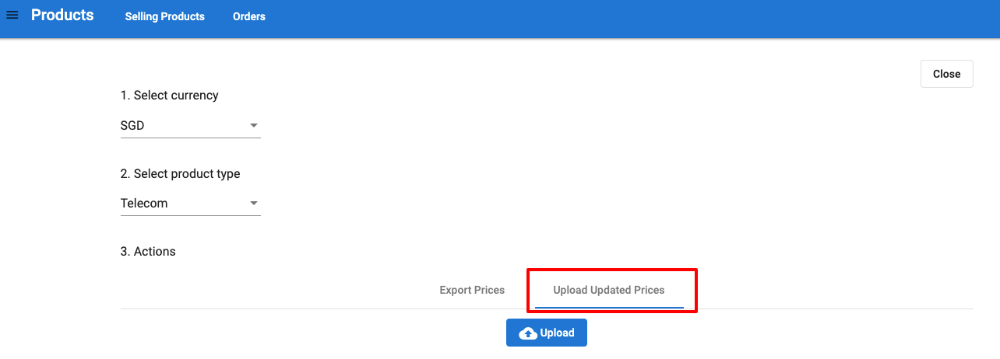 Products Selling Products Orders
Close
1. Select currency
SGD
2. Select product type
Telecom
3. Actions
Export Prices Upload Updated Prices
Upload